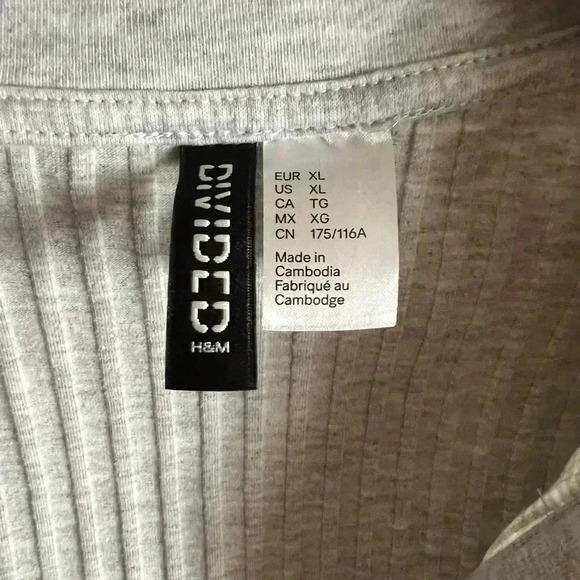 DIVIDED
H&M
EUR XL
US XL
CA TG
MX XG
CN 175/116A
Made in
Cambodia
Fabriqué au
Cambodge